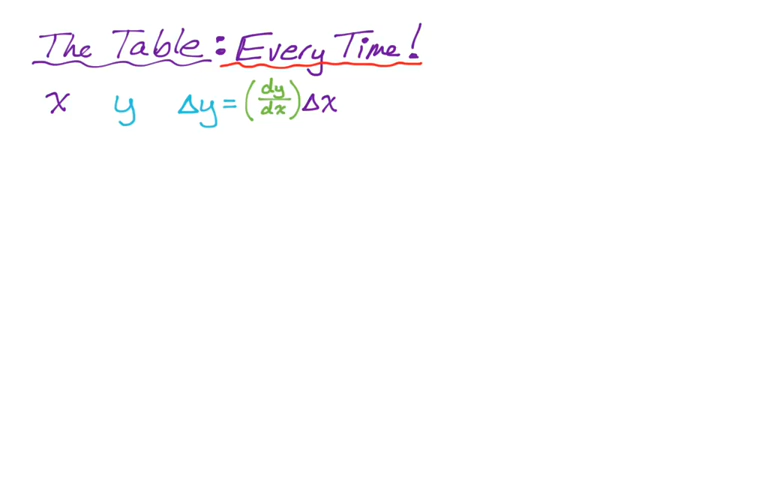 The Table: Every Time!
x y Δy = (dy/dx) Δx